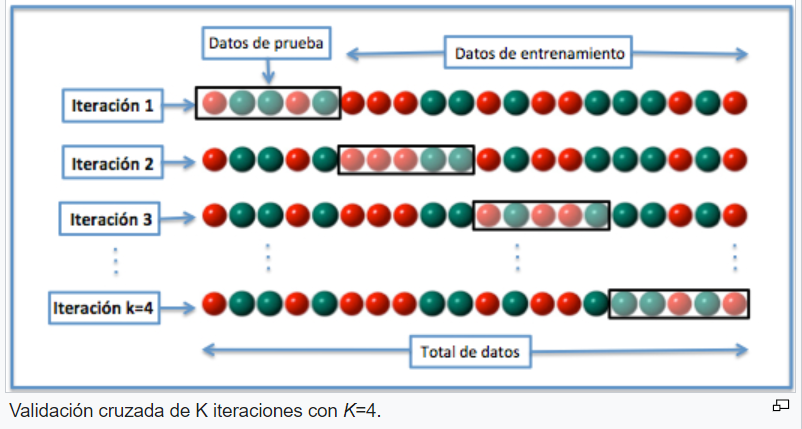 Datos de prueba
Datos de entrenamiento
Iteración 1
Iteración 2
Iteración 3
Iteración k=4
Total de datos
Validación cruzada de K iteraciones con K=4.